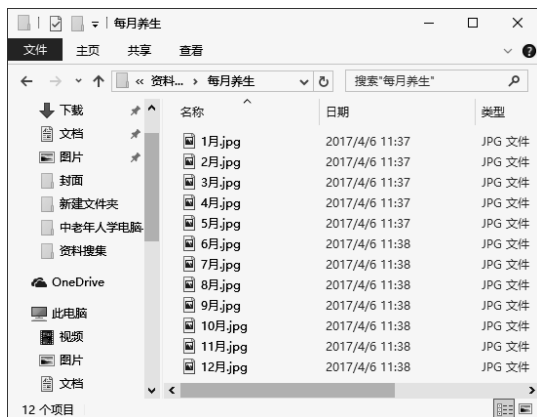 每月养生
文件 主页 共享 查看
« 资料... › 每月养生 搜索"每月养生"
下载
文档
图片
封面
新建文件夹
中老年人学电脑
资料搜集
OneDrive
此电脑
视频
图片
文档
名称 日期 类型
1月.jpg 2017/4/6 11:37 JPG 文件
2月.jpg 2017/4/6 11:37 JPG 文件
3月.jpg 2017/4/6 11:37 JPG 文件
4月.jpg 2017/4/6 11:37 JPG 文件
5月.jpg 2017/4/6 11:37 JPG 文件
6月.jpg 2017/4/6 11:38 JPG 文件
7月.jpg 2017/4/6 11:38 JPG 文件
8月.jpg 2017/4/6 11:38 JPG 文件
9月.jpg 2017/4/6 11:38 JPG 文件
10月.jpg 2017/4/6 11:38 JPG 文件
11月.jpg 2017/4/6 11:38 JPG 文件
12月.jpg 2017/4/6 11:38 JPG 文件
12 个项目